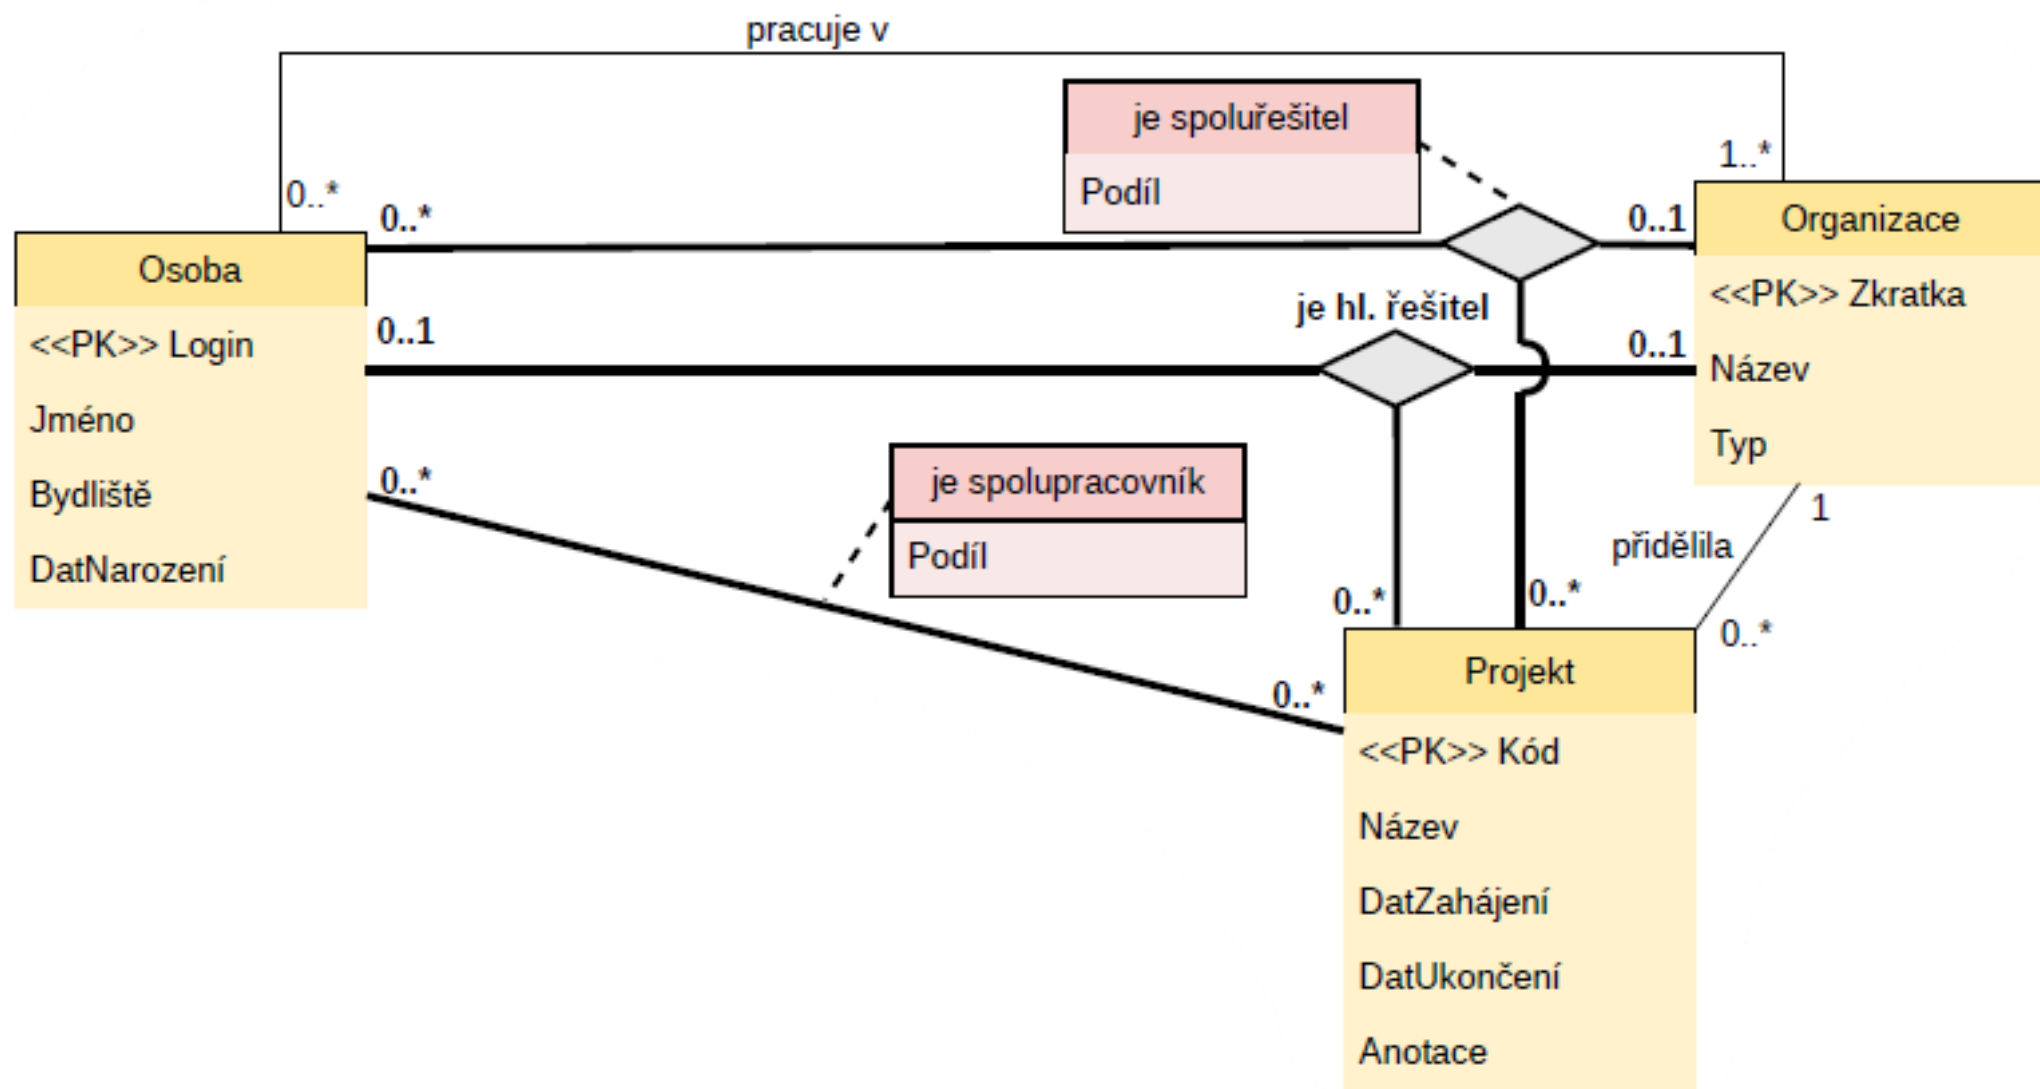 pracuje v
je spoluřešitel
Podíl
1..*
0..*
0..*
0..1
Organizace
<<PK>> Zkratka
Název
Typ
Osoba
<<PK>> Login
Jméno
Bydliště
DatNarození
je hl. řešitel
0..1
0..1
0..*
je spolupracovník
Podíl
1
přidělila
0..*
0..*
0..*
0..*
Projekt
<<PK>> Kód
Název
DatZahájení
DatUkončení
Anotace